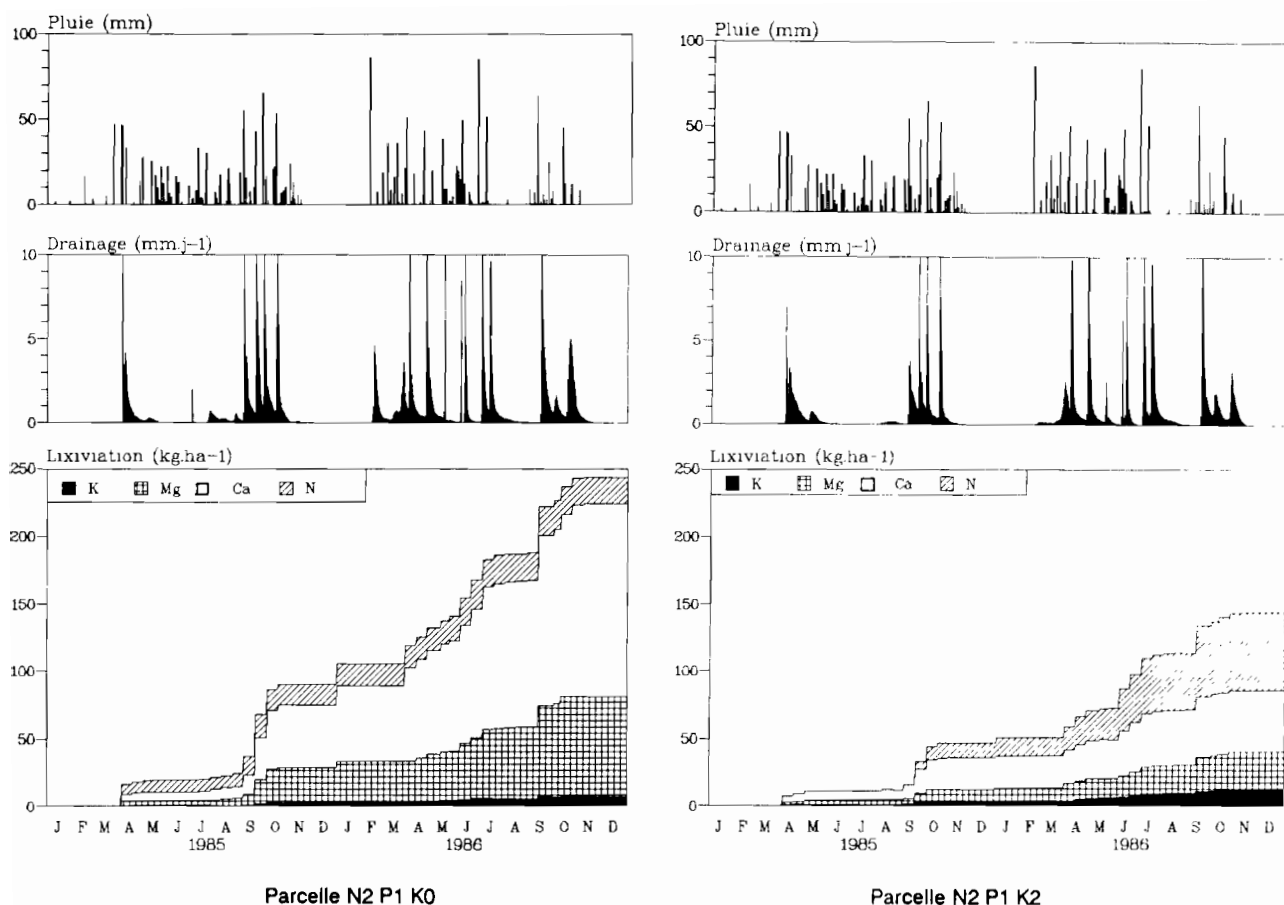 Pluie (mm)
100
50
0
Drainage (mm.j-1)
10
5
0
Lixiviation (kg.ha-1)
250
K Mg Ca N
200
150
100
50
0
J F M A M J J A S O N D J F M A M J J A S O N D
1985 1986
Parcelle N2 P1 K0
Pluie (mm)
100
50
0
Drainage (mm j-1)
10
5
0
Lixiviation (kg.ha-1)
250
K Mg Ca N
200
150
100
50
0
J F M A M J J A S O N D J F M A M J J A S O N D
1985 1986
Parcelle N2 P1 K2